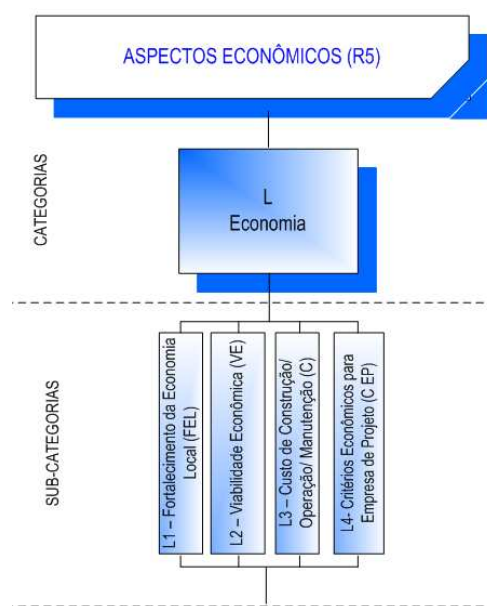 ASPECTOS ECONÔMICOS (R5)
CATEGORIAS
L
Economia
SUB-CATEGORIAS
L1 – Fortalecimento da Economia
Local (FEL)
L2 – Viabilidade Econômica (VE)
L3 – Custo de Construção/
Operação/ Manutenção (C)
L4- Critérios Econômicos para
Empresa de Projeto (C EP)